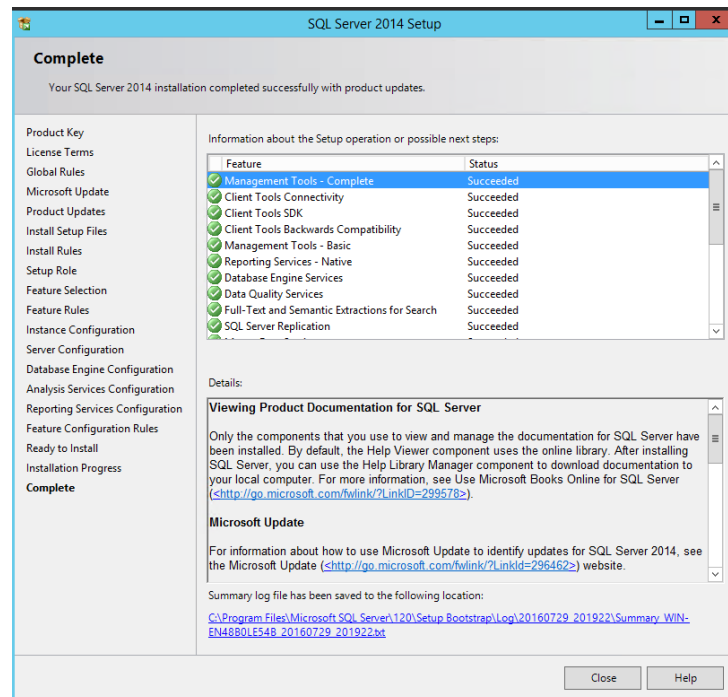 SQL Server 2014 Setup
Complete
Your SQL Server 2014 installation completed successfully with product updates.
Product Key
License Terms
Global Rules
Microsoft Update
Product Updates
Install Setup Files
Install Rules
Setup Role
Feature Selection
Feature Rules
Instance Configuration
Server Configuration
Database Engine Configuration
Analysis Services Configuration
Reporting Services Configuration
Feature Configuration Rules
Ready to Install
Installation Progress
Complete
Information about the Setup operation or possible next steps:
Feature Status
Management Tools - Complete Succeeded
Client Tools Connectivity Succeeded
Client Tools SDK Succeeded
Client Tools Backwards Compatibility Succeeded
Management Tools - Basic Succeeded
Reporting Services - Native Succeeded
Database Engine Services Succeeded
Data Quality Services Succeeded
Full-Text and Semantic Extractions for Search Succeeded
SQL Server Replication Succeeded
Details:
Viewing Product Documentation for SQL Server
Only the components that you use to view and manage the documentation for SQL Server have
been installed. By default, the Help Viewer component uses the online library. After installing
SQL Server, you can use the Help Library Manager component to download documentation to
your local computer. For more information, see Use Microsoft Books Online for SQL Server
(<http://go.microsoft.com/fwlink/?LinkID=299578>).
Microsoft Update
For information about how to use Microsoft Update to identify updates for SQL Server 2014, see
the Microsoft Update (<http://go.microsoft.com/fwlink/?LinkId=296462>) website.
Summary log file has been saved to the following location:
C:\Program Files\Microsoft SQL Server\120\Setup Bootstrap\Log\20160729_201922\Summary_WIN-
EN48B0LE54B_20160729_201922.txt
Close Help